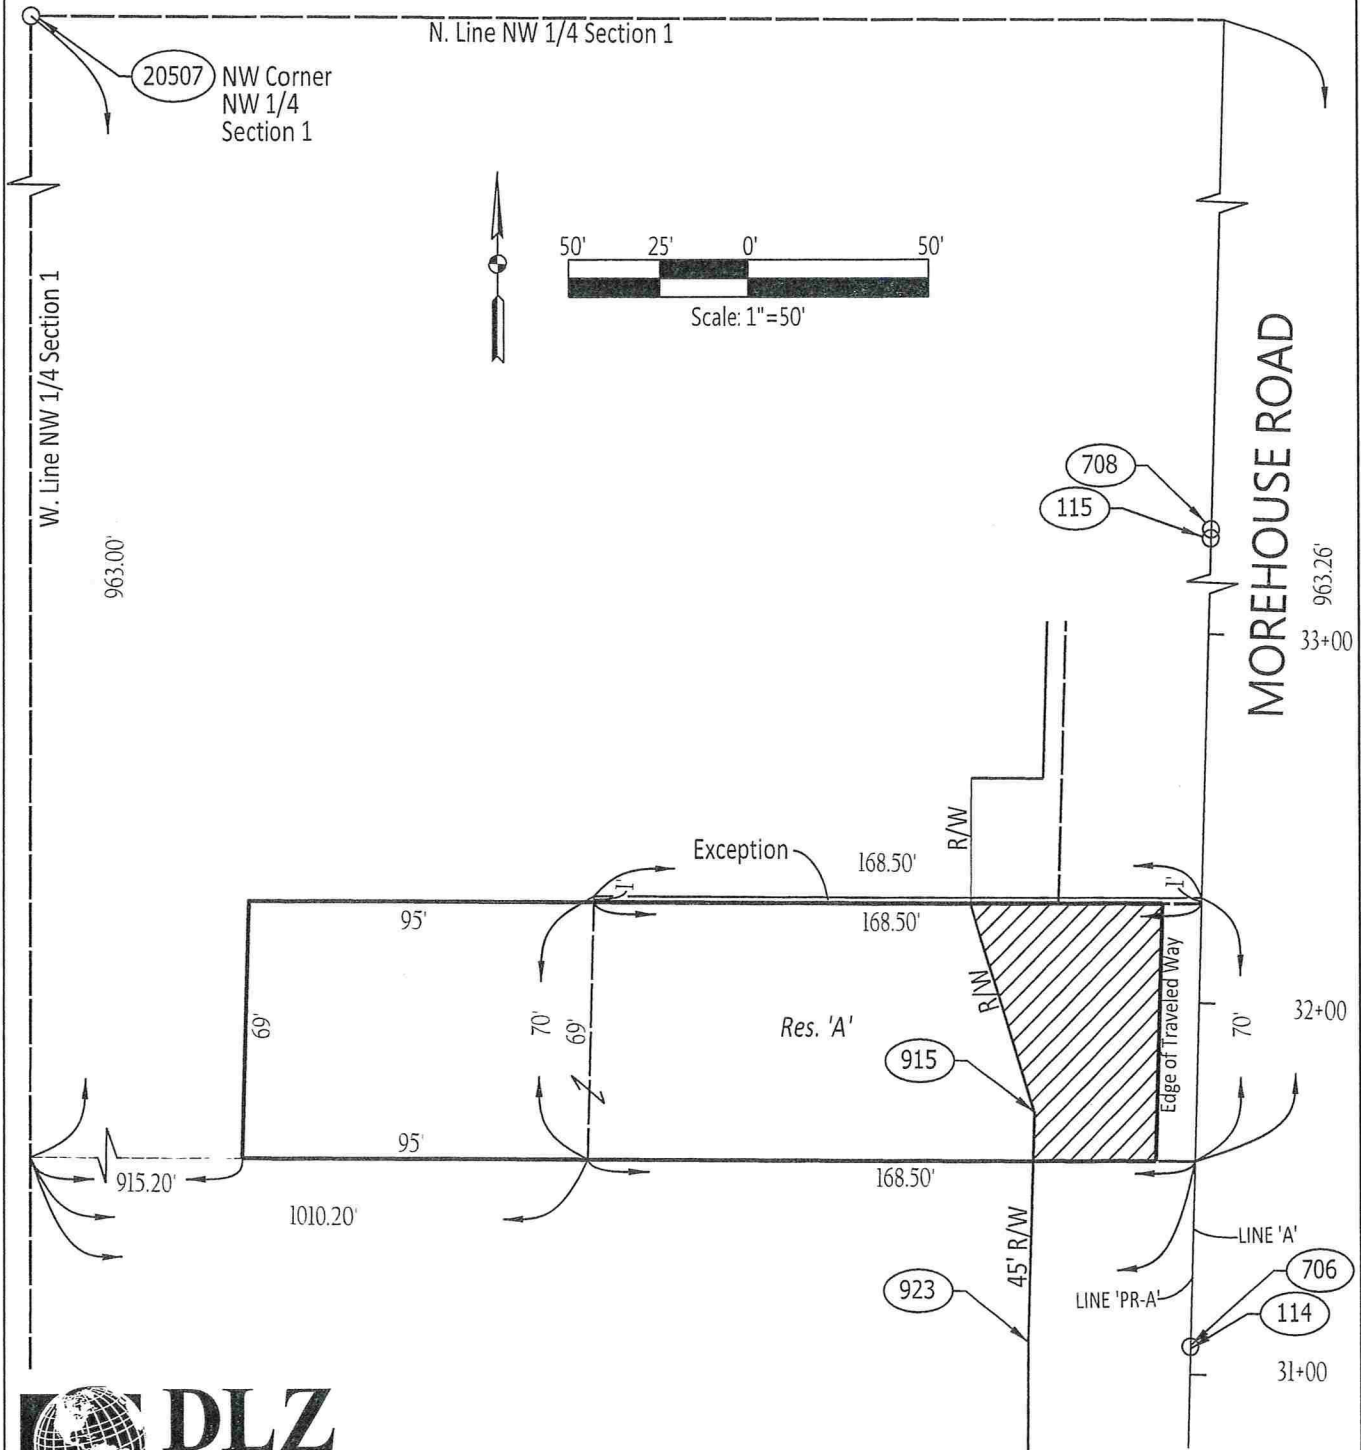 N. Line NW 1/4 Section 1
20507
NW Corner
NW 1/4
Section 1
W. Line NW 1/4 Section 1
50' 25' 0' 50'
Scale: 1"=50'
963.00'
708
115
MOREHOUSE ROAD
963.26'
33+00
R/W
Exception
168.50'
1'
1'
95'
168.50'
69'
70'
69'
Res. 'A'
R/W
915
Edge of Traveled Way
70'
32+00
95'
915.20'
168.50'
1010.20'
45' R/W
LINE 'A'
923
LINE 'PR-A'
706
114
31+00
DLZ